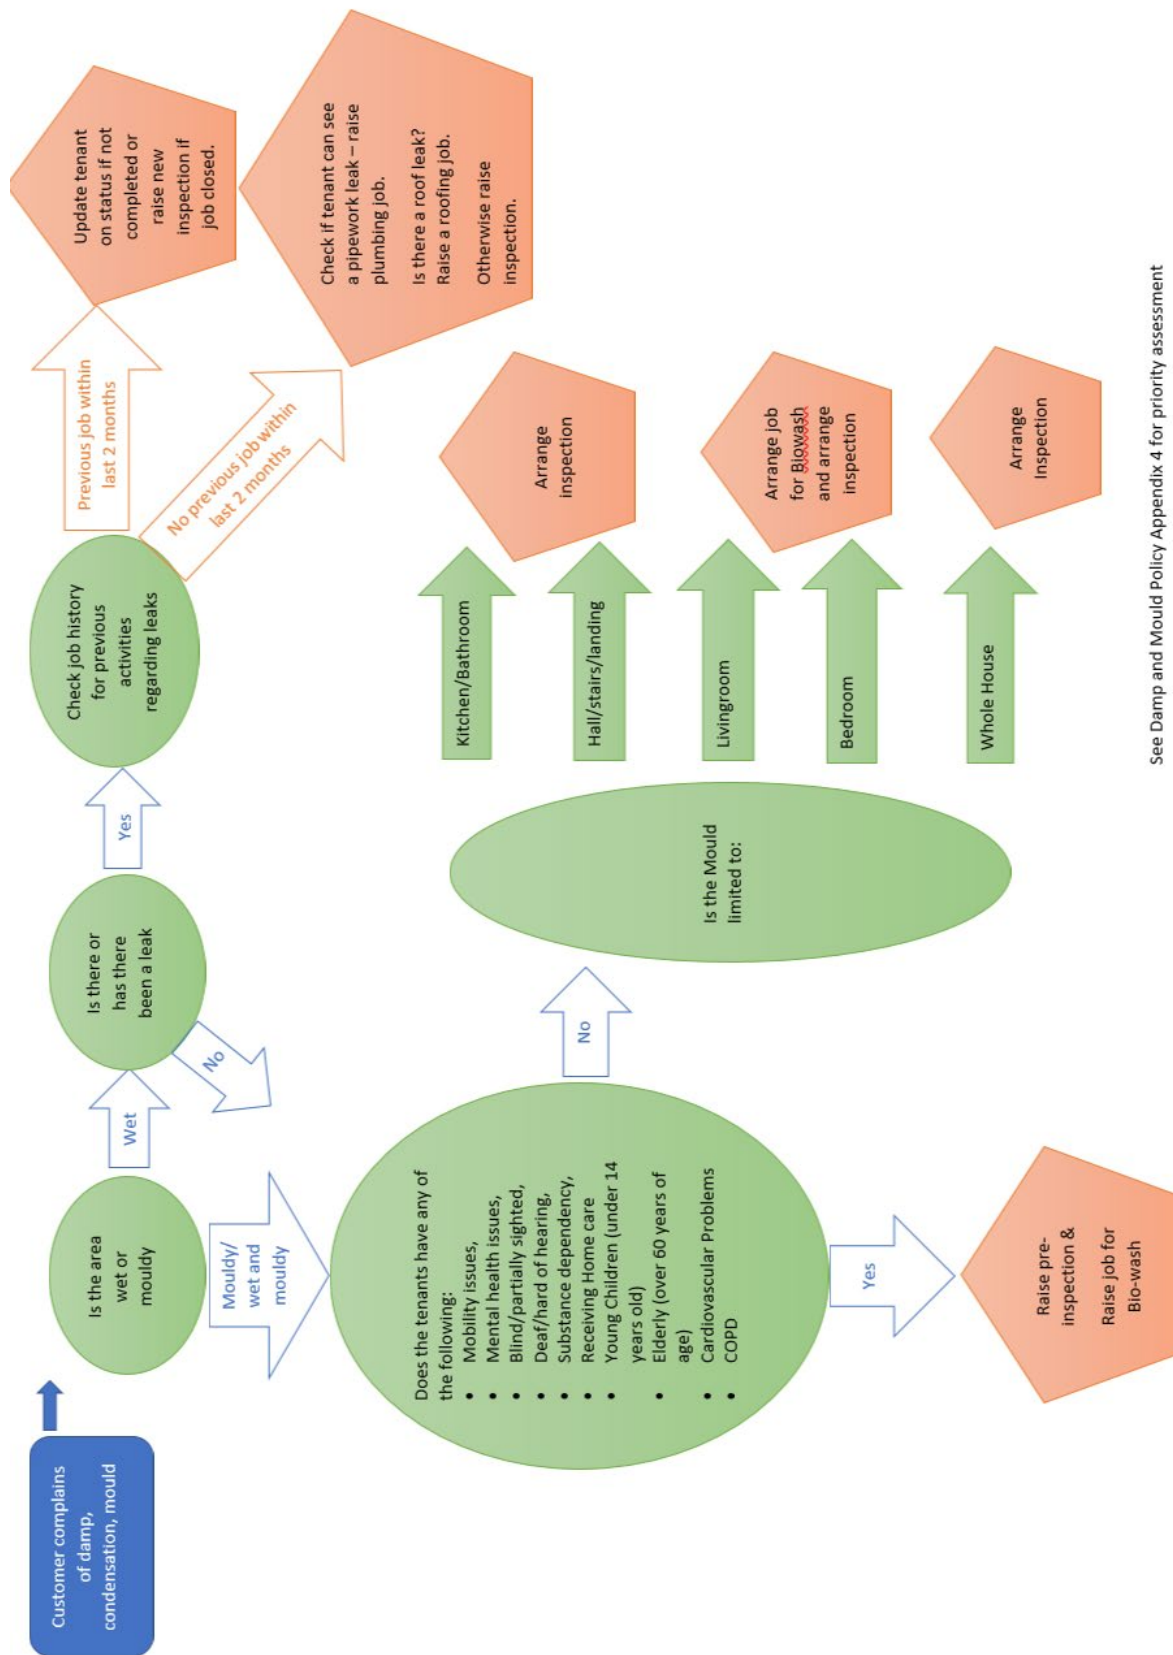 Customer complains
of damp,
condensation, mould
Is the area
wet or
mouldy
Wet
Is there or
has there
been a leak
Yes
Check job history
for previous
activities
regarding leaks
Previous job within
last 2 months
Update tenant
on status if not
completed or
raise new
inspection if
job closed.
No previous job within
last 2 months
Check if tenant can see
a pipework leak – raise
plumbing job.
Is there a roof leak?
Raise a roofing job.
Otherwise raise
inspection.
No
Mouldy/
wet and
mouldy
Does the tenants have any of
the following:
• Mobility issues,
• Mental health issues,
• Blind/partially sighted,
• Deaf/hard of hearing,
• Substance dependency,
• Receiving Home care
• Young Children (under 14
years old)
• Elderly (over 60 years of
age)
• Cardiovascular Problems
• COPD
No
Is the Mould
limited to:
Kitchen/Bathroom
Hall/stairs/landing
Arrange
inspection
Livingroom
Bedroom
Arrange job
for Biowash
and arrange
inspection
Whole House
Arrange
Inspection
Yes
Raise pre-
inspection &
Raise job for
Bio-wash
See Damp and Mould Policy Appendix 4 for priority assessment